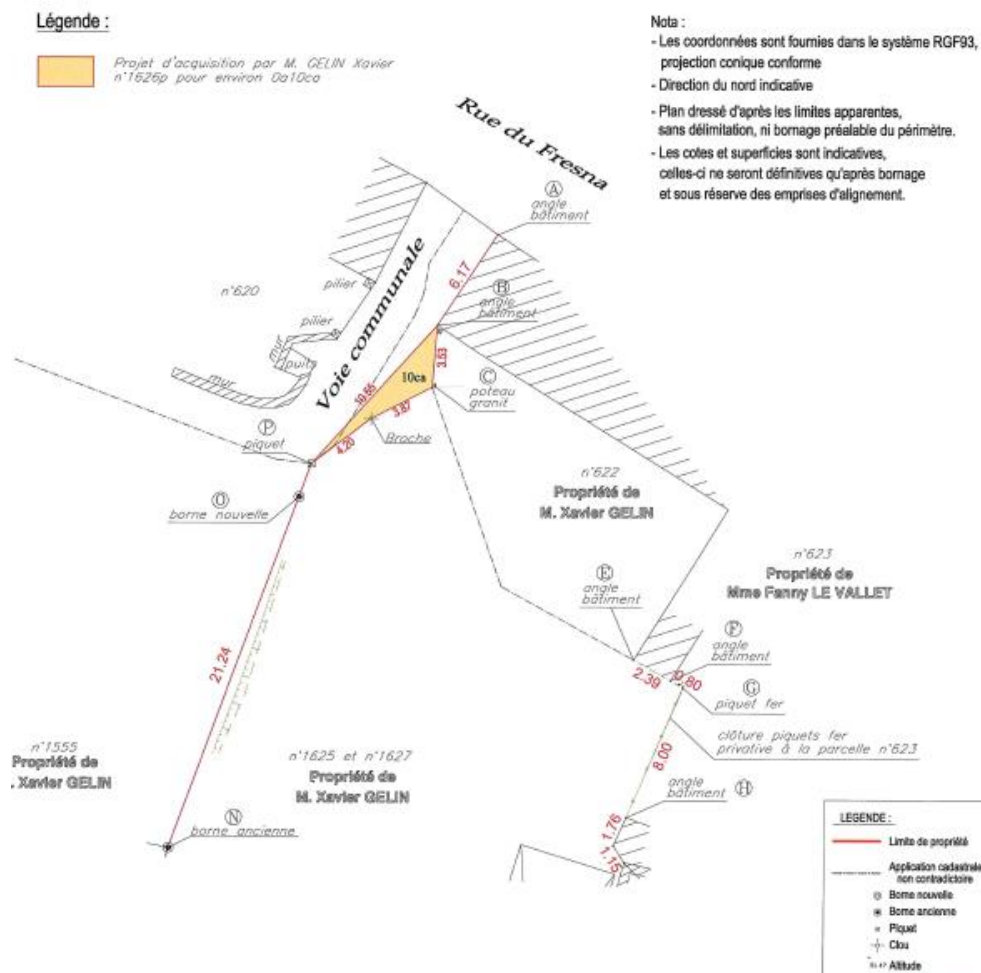 Légende :
Projet d'acquisition par M. GELIN Xavier
n°1626p pour environ 0a10ca
Nota :
- Les coordonnées sont fournies dans le système RGF93,
projection conique conforme
- Direction du nord indicative
- Plan dressé d'après les limites apparentes,
sans délimitation, ni bornage préalable du périmètre.
- Les cotes et superficies sont indicatives,
celles-ci ne seront définitives qu'après bornage
et sous réserve des emprises d'alignement.
Rue du Fresna
A
angle
bâtiment
6.17
B
angle
bâtiment
Voie communale
n°620
pilier
pilier
mur
puits
mur
10ca
10.55
3.53
C
poteau
granit
3.87
4.20
Broche
P
piquet
O
borne nouvelle
n°622
Propriété de
M. Xavier GELIN
n°623
Propriété de
Mme Fanny LE VALLET
E
angle
bâtiment
F
angle
bâtiment
2.39
0.80
G
piquet fer
21.24
clôture piquets fer
privative à la parcelle n°623
8.00
n°1555
Propriété de
. Xavier GELIN
n°1625 et n°1627
Propriété de
M. Xavier GELIN
angle
bâtiment
H
1.76
1.15
N
borne ancienne
LEGENDE :
Limite de propriété
Application cadastrale
non contradictoire
Borne nouvelle
Borne ancienne
Piquet
Clou
Altitude